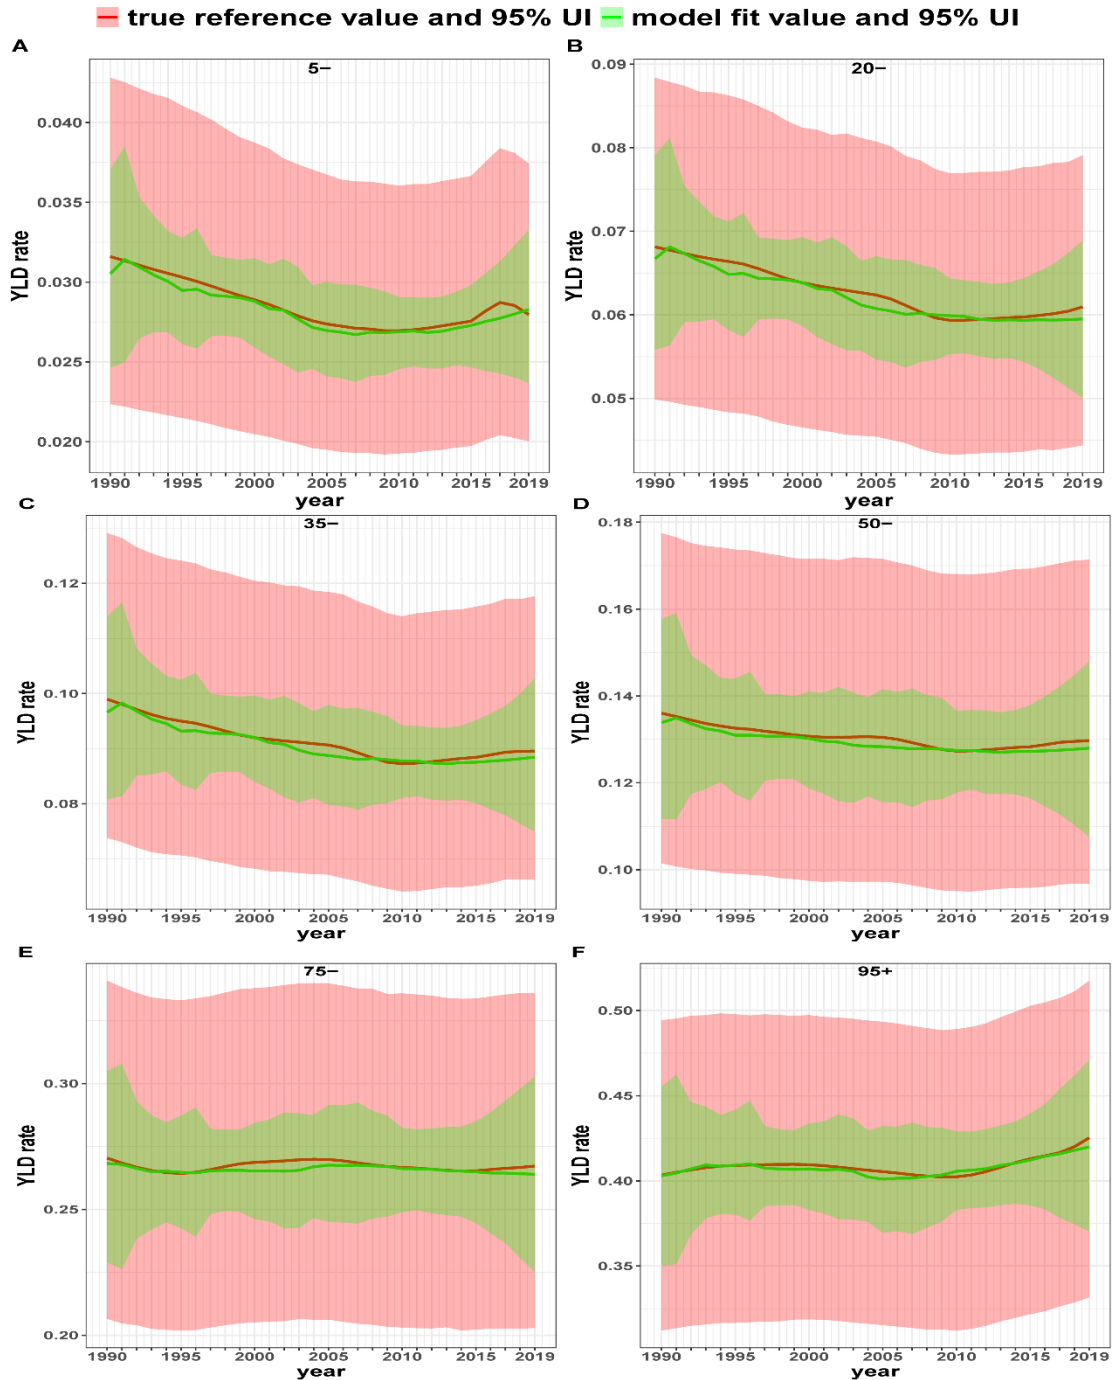 true reference value and 95% UI model fit value and 95% UI
A
5–
0.040
0.035
0.030
0.025
0.020
YLD rate
1990 1995 2000 2005 2010 2015 2019
year
B
20–
0.09
0.08
0.07
0.06
0.05
YLD rate
1990 1995 2000 2005 2010 2015 2019
year
C
35–
0.12
0.10
0.08
YLD rate
1990 1995 2000 2005 2010 2015 2019
year
D
50–
0.18
0.16
0.14
0.12
0.10
YLD rate
1990 1995 2000 2005 2010 2015 2019
year
E
75–
0.30
0.25
0.20
YLD rate
1990 1995 2000 2005 2010 2015 2019
year
F
95+
0.50
0.45
0.40
0.35
YLD rate
1990 1995 2000 2005 2010 2015 2019
year